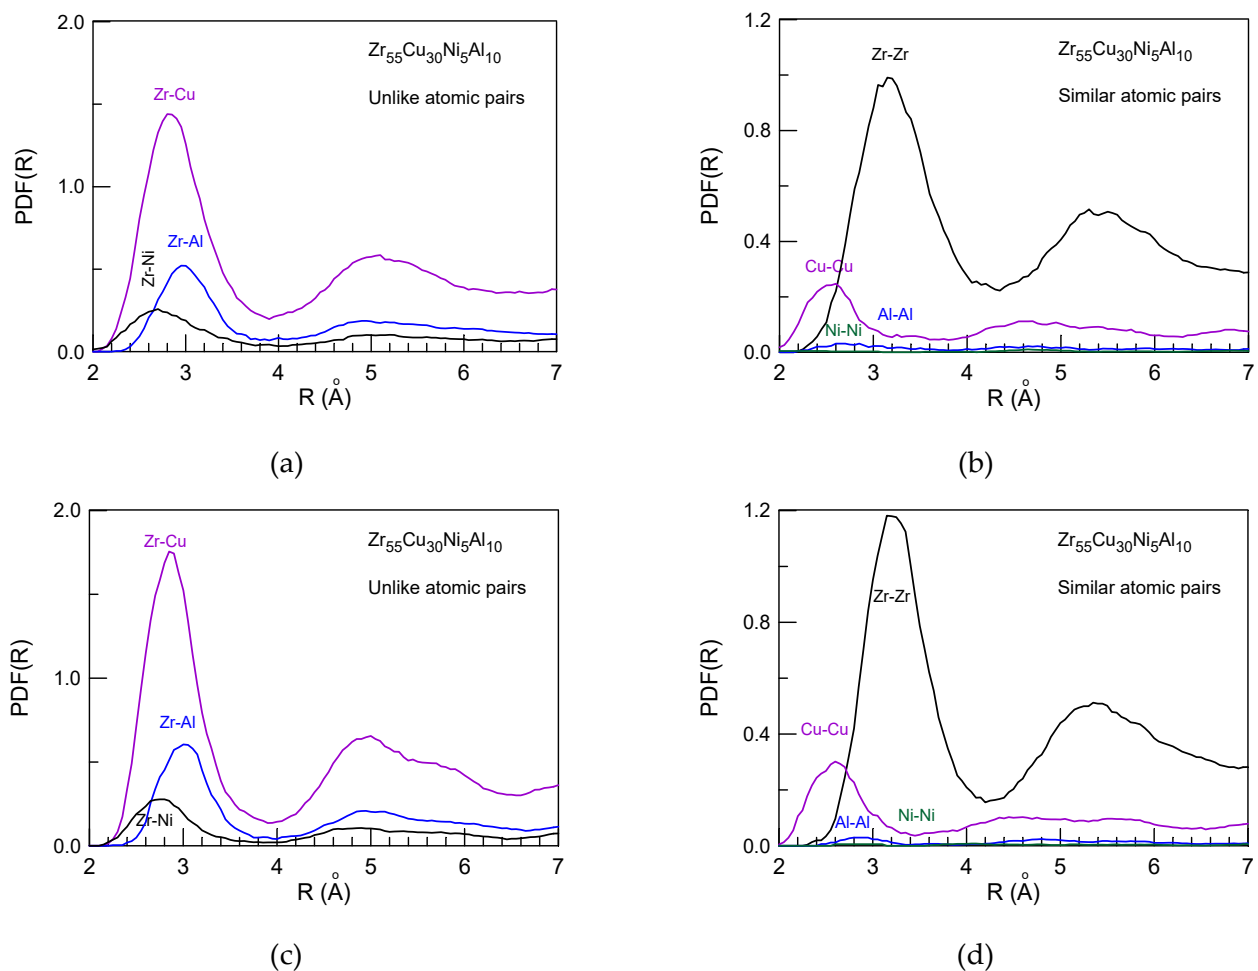 2.0
Zr55Cu30Ni5Al10
Unlike atomic pairs
Zr-Cu
PDF(R)
1.0
Zr-Al
Zr-Ni
0.0
2 3 4 5 6 7
R (Å)
(a)
1.2
Zr55Cu30Ni5Al10
Zr-Zr
Similar atomic pairs
0.8
PDF(R)
0.4
Cu-Cu
Al-Al
Ni-Ni
0.0
2 3 4 5 6 7
R (Å)
(b)
2.0
Zr55Cu30Ni5Al10
Zr-Cu
Unlike atomic pairs
PDF(R)
1.0
Zr-Al
Zr-Ni
0.0
2 3 4 5 6 7
R (Å)
(c)
1.2
Zr55Cu30Ni5Al10
Similar atomic pairs
Zr-Zr
0.8
PDF(R)
Cu-Cu
0.4
Ni-Ni
Al-Al
0.0
2 3 4 5 6 7
R (Å)
(d)